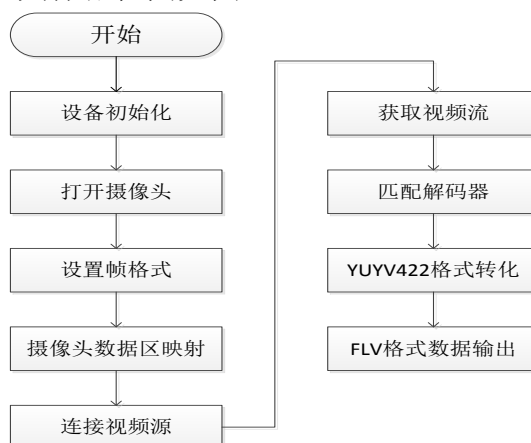 开始
设备初始化
打开摄像头
设置帧格式
摄像头数据区映射
连接视频源
获取视频流
匹配解码器
YUYV422格式转化
FLV格式数据输出